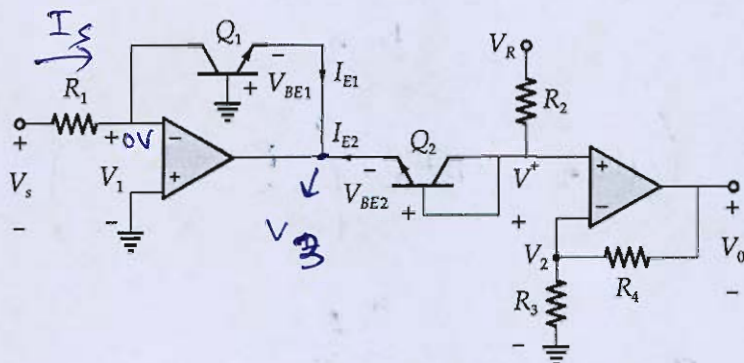 I_s
Q_1
V_R
R_1
− I_E1
+ V_BE1
R_2
+ 0V −
I_E2
Q_2
V_s
V_1 +
−
V_BE2
+
V^+ +
−
V_2
R_4
V_0
V_3
R_3